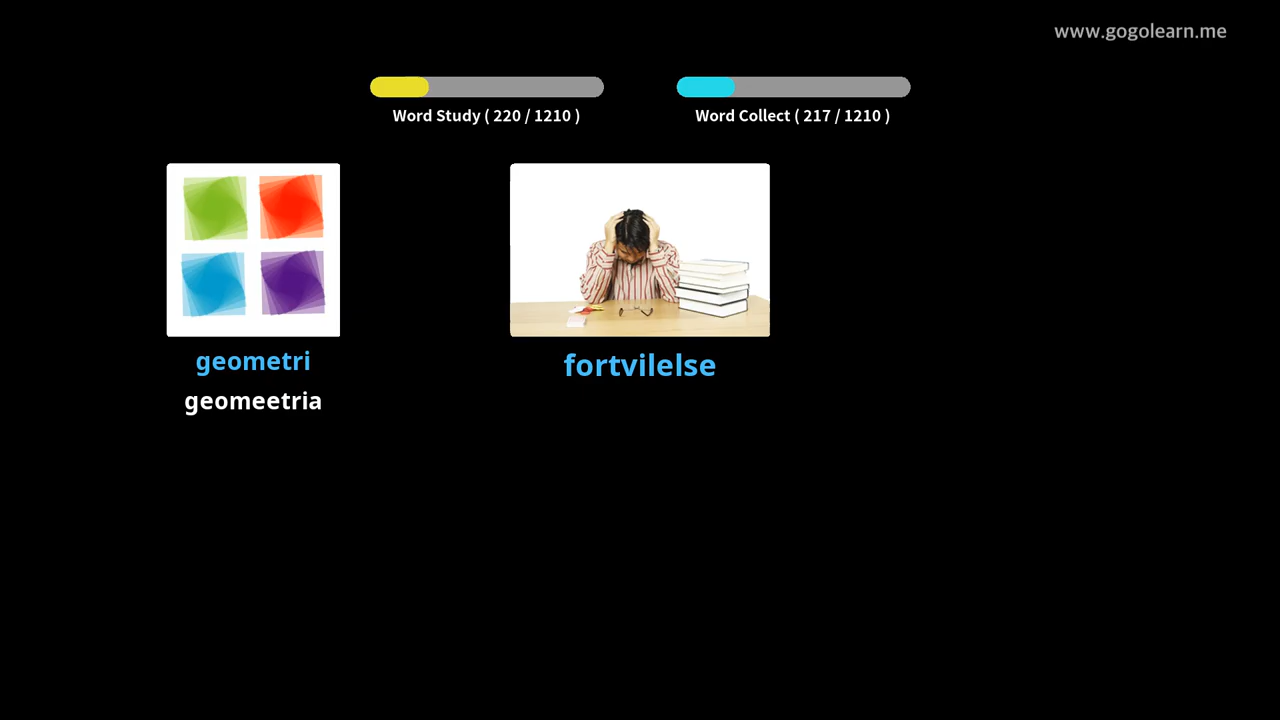 www.gogolearn.me
Word Study ( 220 / 1210 )
Word Collect ( 217 / 1210 )
geometri
geomeetria
fortvilelse